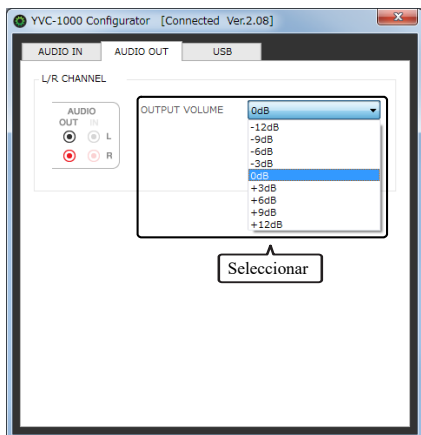 YVC-1000 Configurator [Connected Ver.2.08]
x
AUDIO IN AUDIO OUT USB
L/R CHANNEL
AUDIO
OUT IN
L
R
OUTPUT VOLUME 0dB
-12dB
-9dB
-6dB
-3dB
0dB
+3dB
+6dB
+9dB
+12dB
Seleccionar